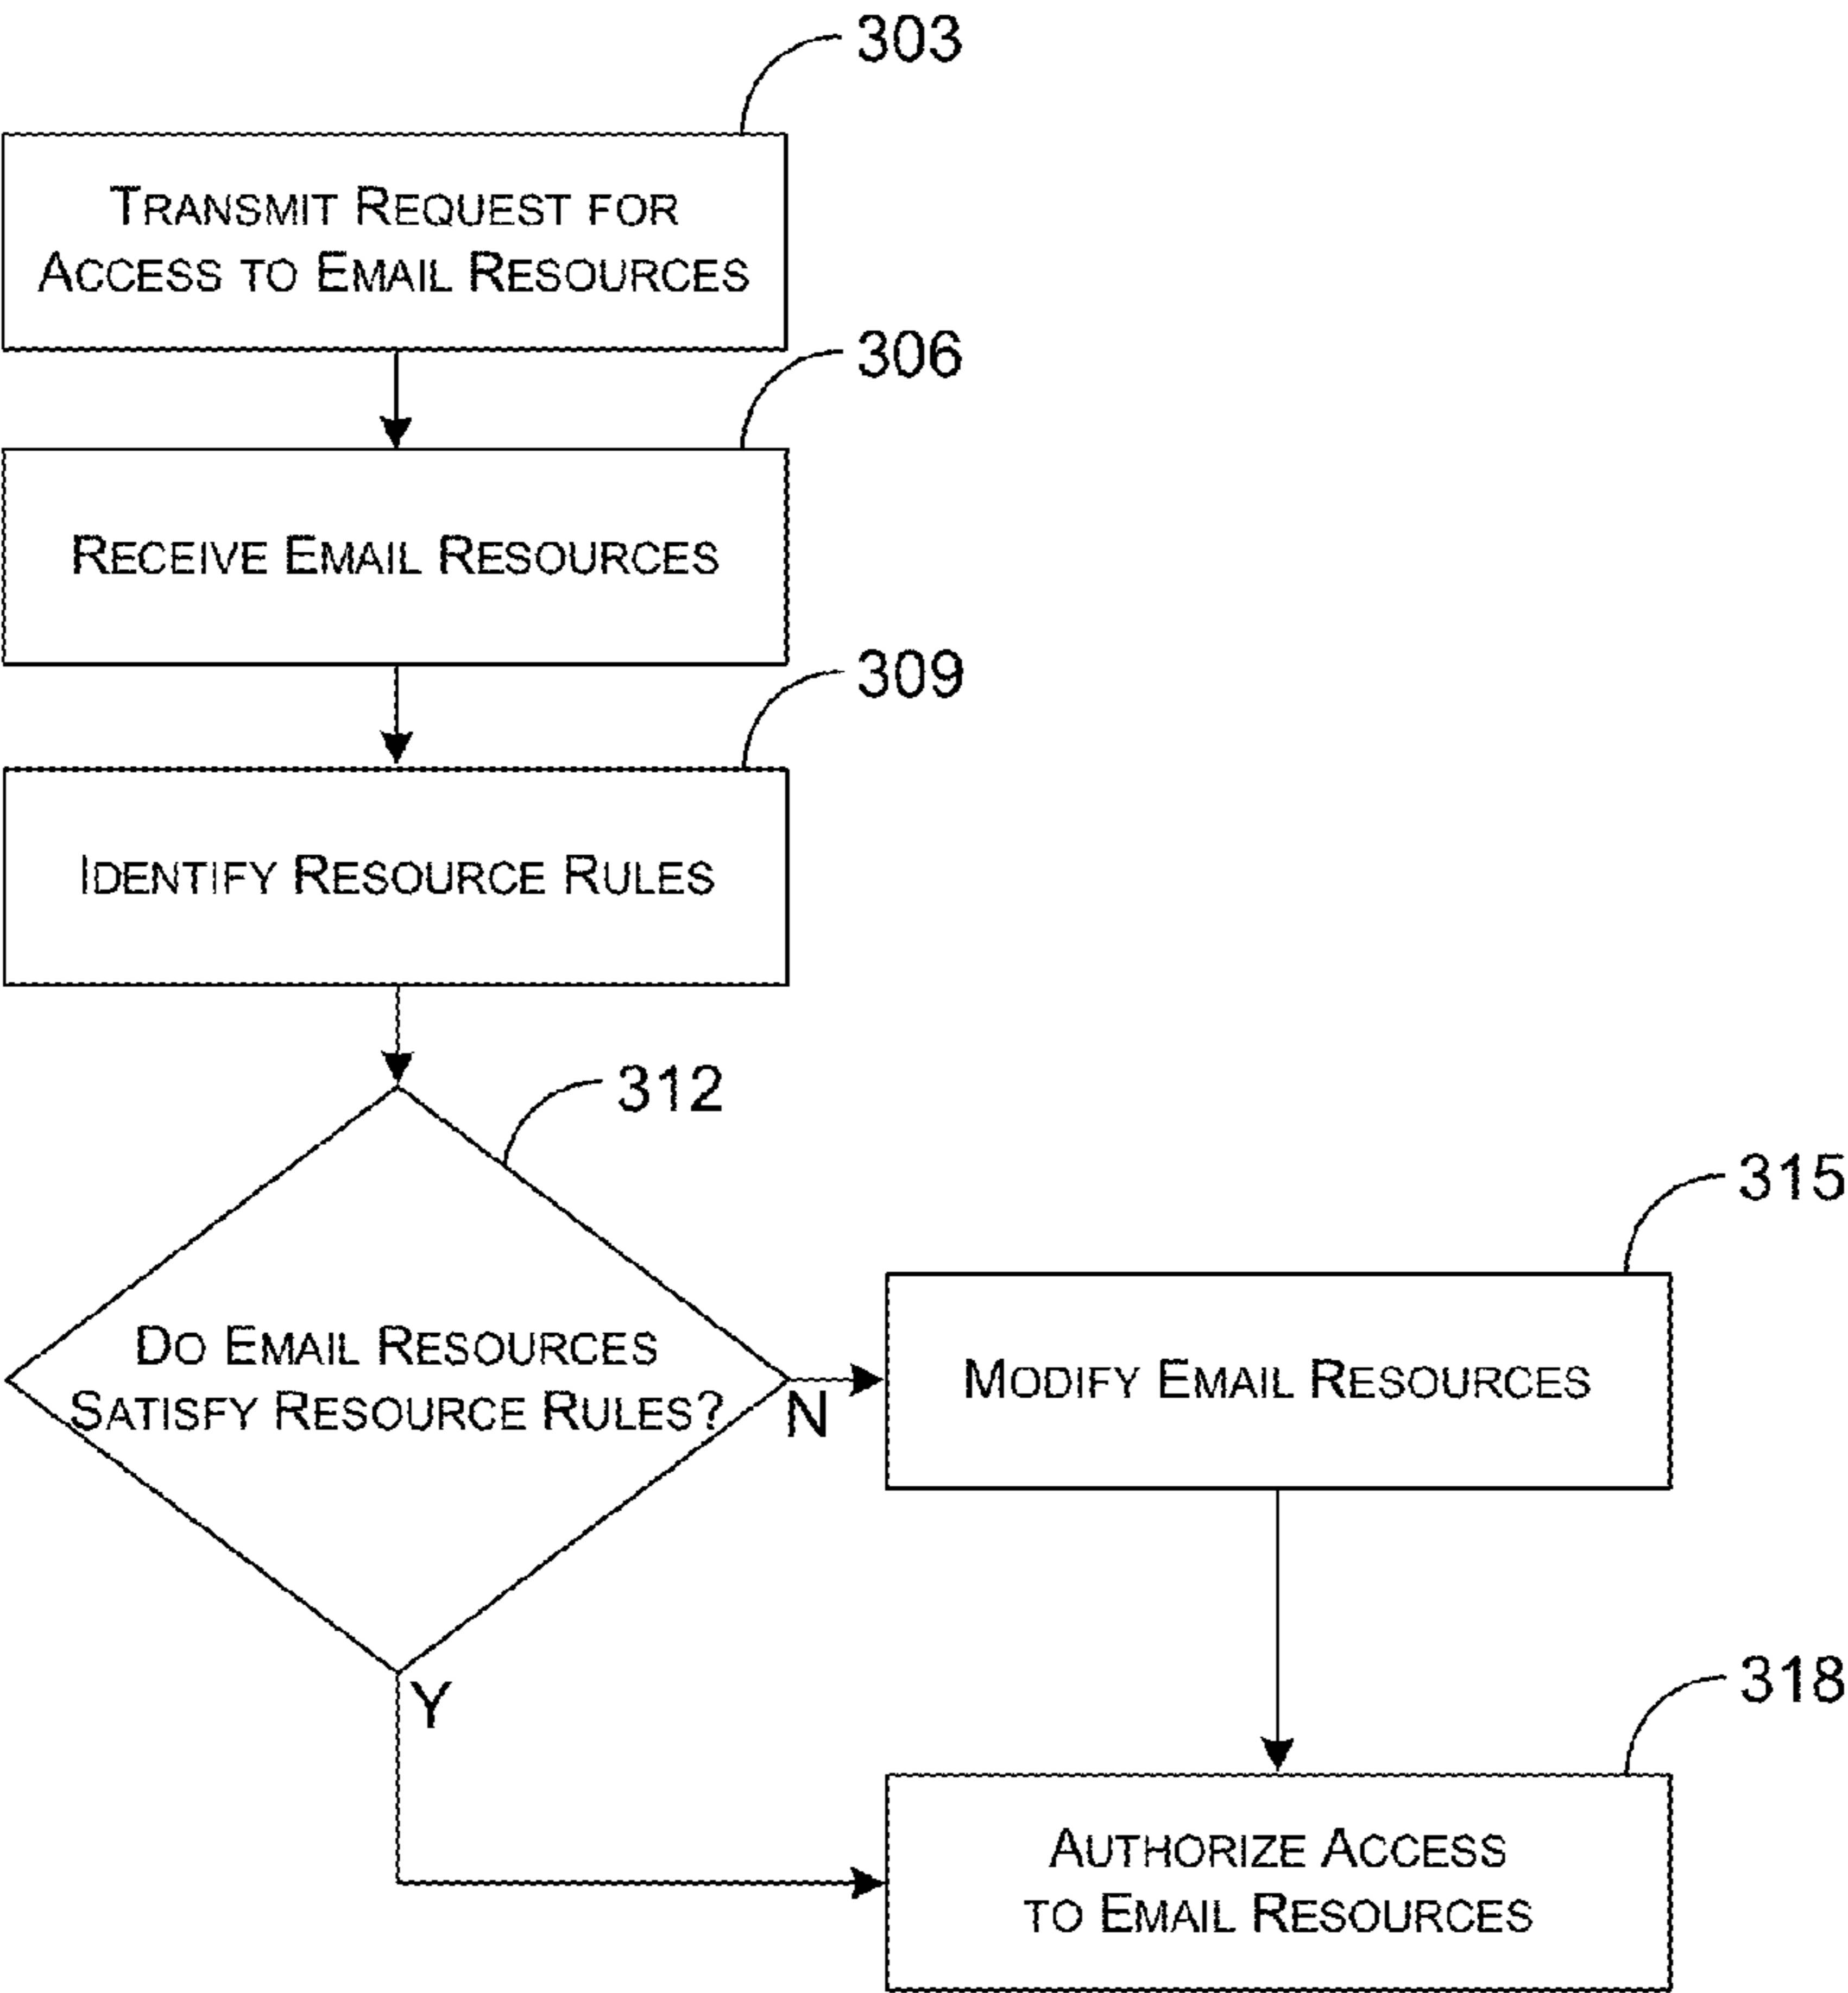 303
TRANSMIT REQUEST FOR
ACCESS TO EMAIL RESOURCES
306
RECEIVE EMAIL RESOURCES
309
IDENTIFY RESOURCE RULES
312
DO EMAIL RESOURCES
SATISFY RESOURCE RULES?
N
315
MODIFY EMAIL RESOURCES
Y
318
AUTHORIZE ACCESS
TO EMAIL RESOURCES